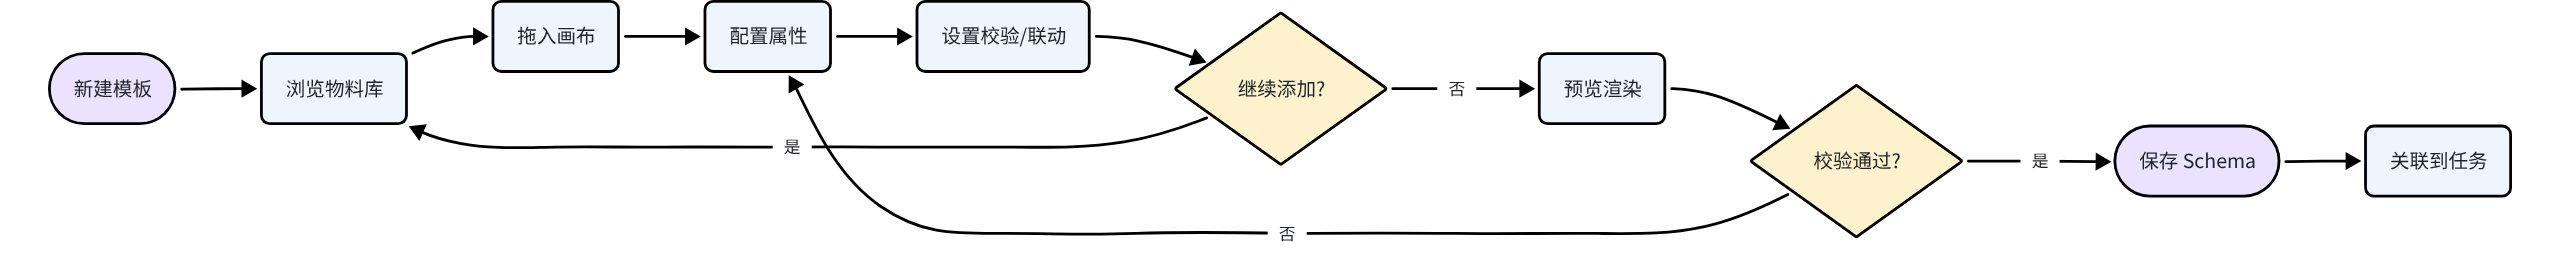 新建模板
浏览物料库
拖入画布
配置属性
设置校验/联动
继续添加?
是
否
预览渲染
校验通过?
否
是
保存 Schema
关联到任务